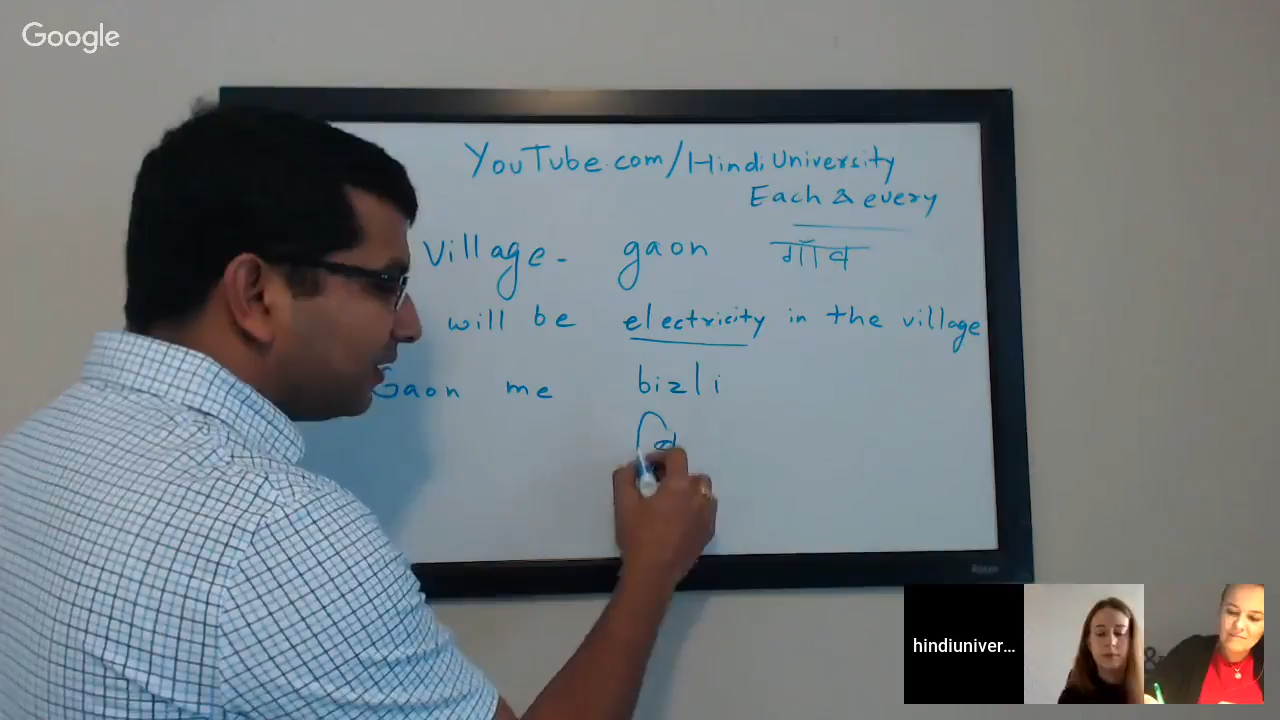 Google
YouTube.com/HindiUniversity
Each & every
Village - gaon गाँव
will be electricity in the village
Gaon me bizli
hindiuniver...